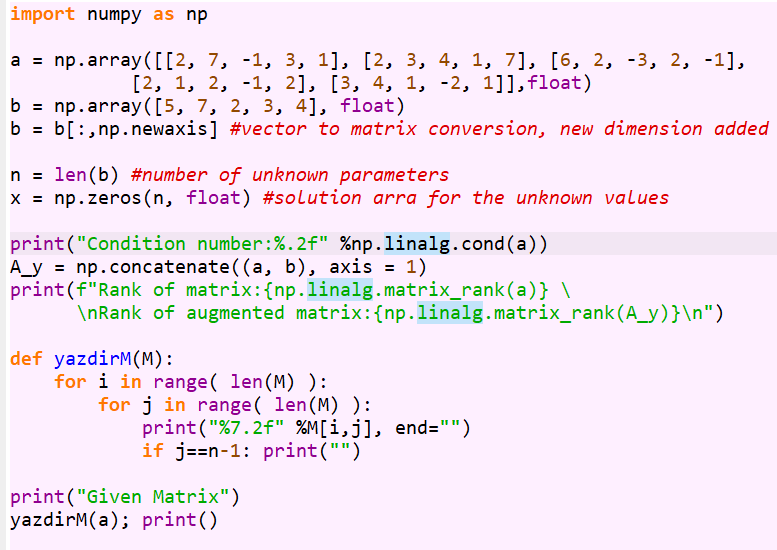 import numpy as np

a = np.array([[2, 7, -1, 3, 1], [2, 3, 4, 1, 7], [6, 2, -3, 2, -1],
           [2, 1, 2, -1, 2], [3, 4, 1, -2, 1]],float)
b = np.array([5, 7, 2, 3, 4], float)
b = b[:,np.newaxis] #vector to matrix conversion, new dimension added

n = len(b) #number of unknown parameters
x = np.zeros(n, float) #solution arra for the unknown values

print("Condition number:%.2f" %np.linalg.cond(a))
A_y = np.concatenate((a, b), axis = 1)
print(f"Rank of matrix:{np.linalg.matrix_rank(a)} \
      \nRank of augmented matrix:{np.linalg.matrix_rank(A_y)}\n")

def yazdirM(M):
    for i in range( len(M) ):
        for j in range( len(M) ):
            print("%7.2f" %M[i,j], end="")
            if j==n-1: print("")

print("Given Matrix")
yazdirM(a); print()